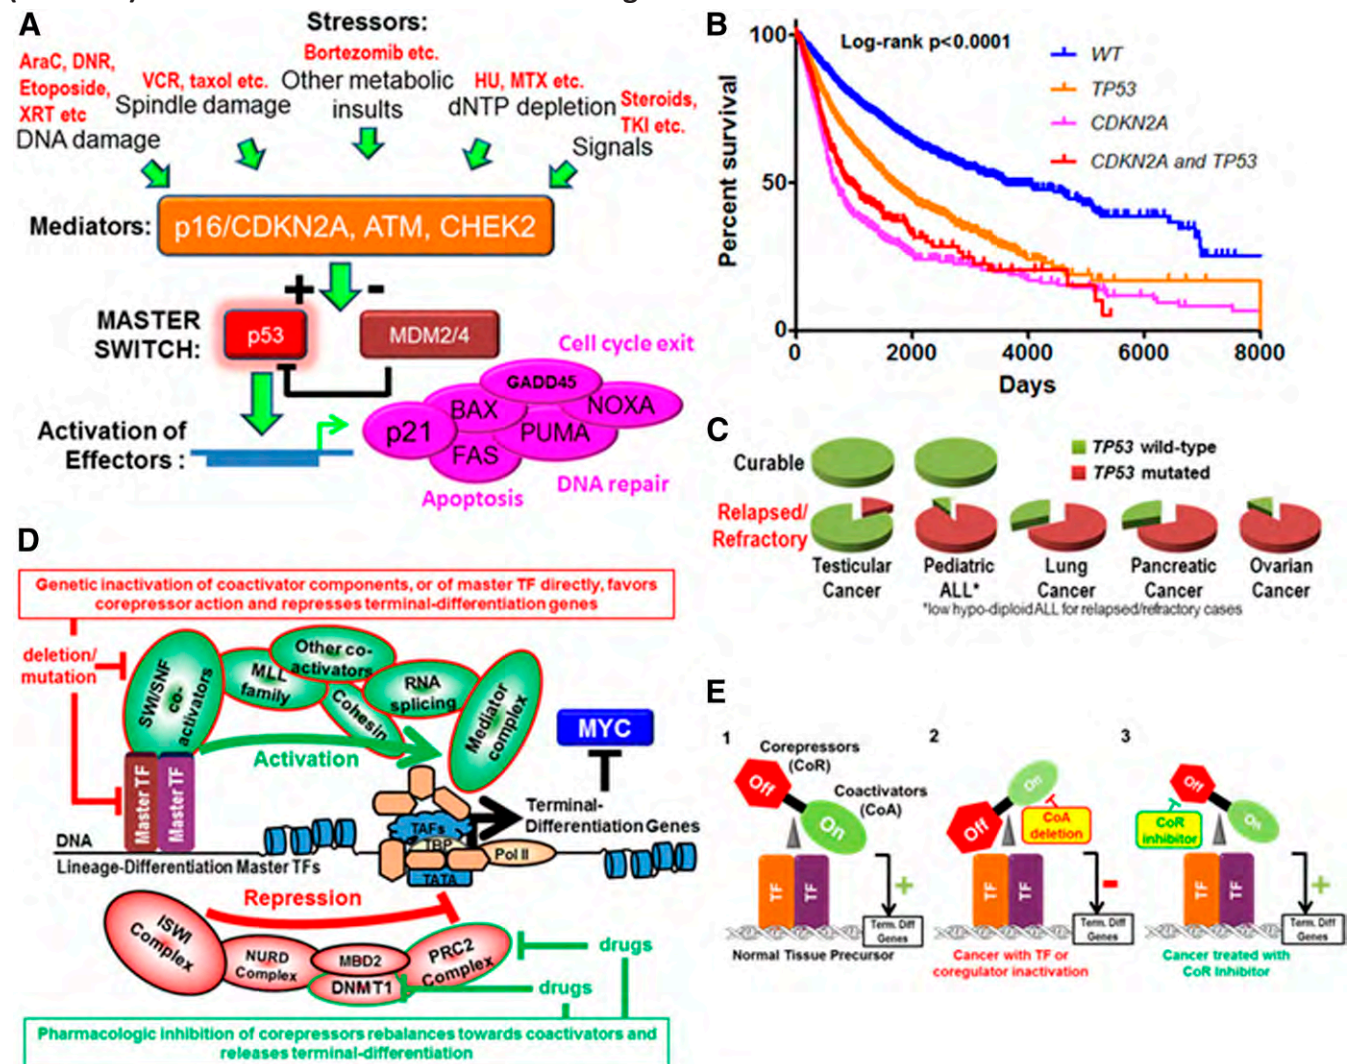 A
Stressors:
AraC, DNR,
Etoposide,
XRT etc
DNA damage
VCR, taxol etc.
Spindle damage
Bortezomib etc.
Other metabolic
insults
HU, MTX etc.
dNTP depletion
Steroids,
TKI etc.
Signals
Mediators:
p16/CDKN2A, ATM, CHEK2
+
-
MASTER
SWITCH:
p53
MDM2/4
Activation of
Effectors :
Cell cycle exit
GADD45
BAX
NOXA
p21
PUMA
FAS
Apoptosis
DNA repair
B
Log-rank p<0.0001
WT
TP53
CDKN2A
CDKN2A and TP53
Percent survival
100
50
0
0
2000
4000
6000
8000
Days
C
TP53 wild-type
TP53 mutated
Curable
Relapsed/
Refractory
Testicular
Cancer
Pediatric
ALL*
Lung
Cancer
Pancreatic
Cancer
Ovarian
Cancer
*low hypo-diploid ALL for relapsed/refractory cases
D
Genetic inactivation of coactivator components, or of master TF directly, favors
corepressor action and represses terminal-differentiation genes
deletion/
mutation
SWI/SNF
co-
activators
MLL
family
Other co-
activators
Cohesin
RNA
splicing
Mediator
complex
MYC
Activation
Master TF
Master TF
DNA
Lineage-Differentiation Master TFs
TAFs
TBP
TATA
Pol II
Terminal-
Differentiation Genes
Repression
ISWI
Complex
NURD
Complex
MBD2
DNMT1
PRC2
Complex
drugs
drugs
Pharmacologic inhibition of corepressors rebalances towards coactivators and
releases terminal-differentiation
E
1
Corepressors
(CoR)
Off
Coactivators
(CoA)
On
TF
TF
+
Term. Diff
Genes
Normal Tissue Precursor
2
On
Off
CoA
deletion
TF
TF
-
Term. Diff
Genes
Cancer with TF or
coregulator inactivation
3
Off
CoR
inhibitor
On
TF
TF
+
Term. Diff
Genes
Cancer treated with
CoR Inhibitor